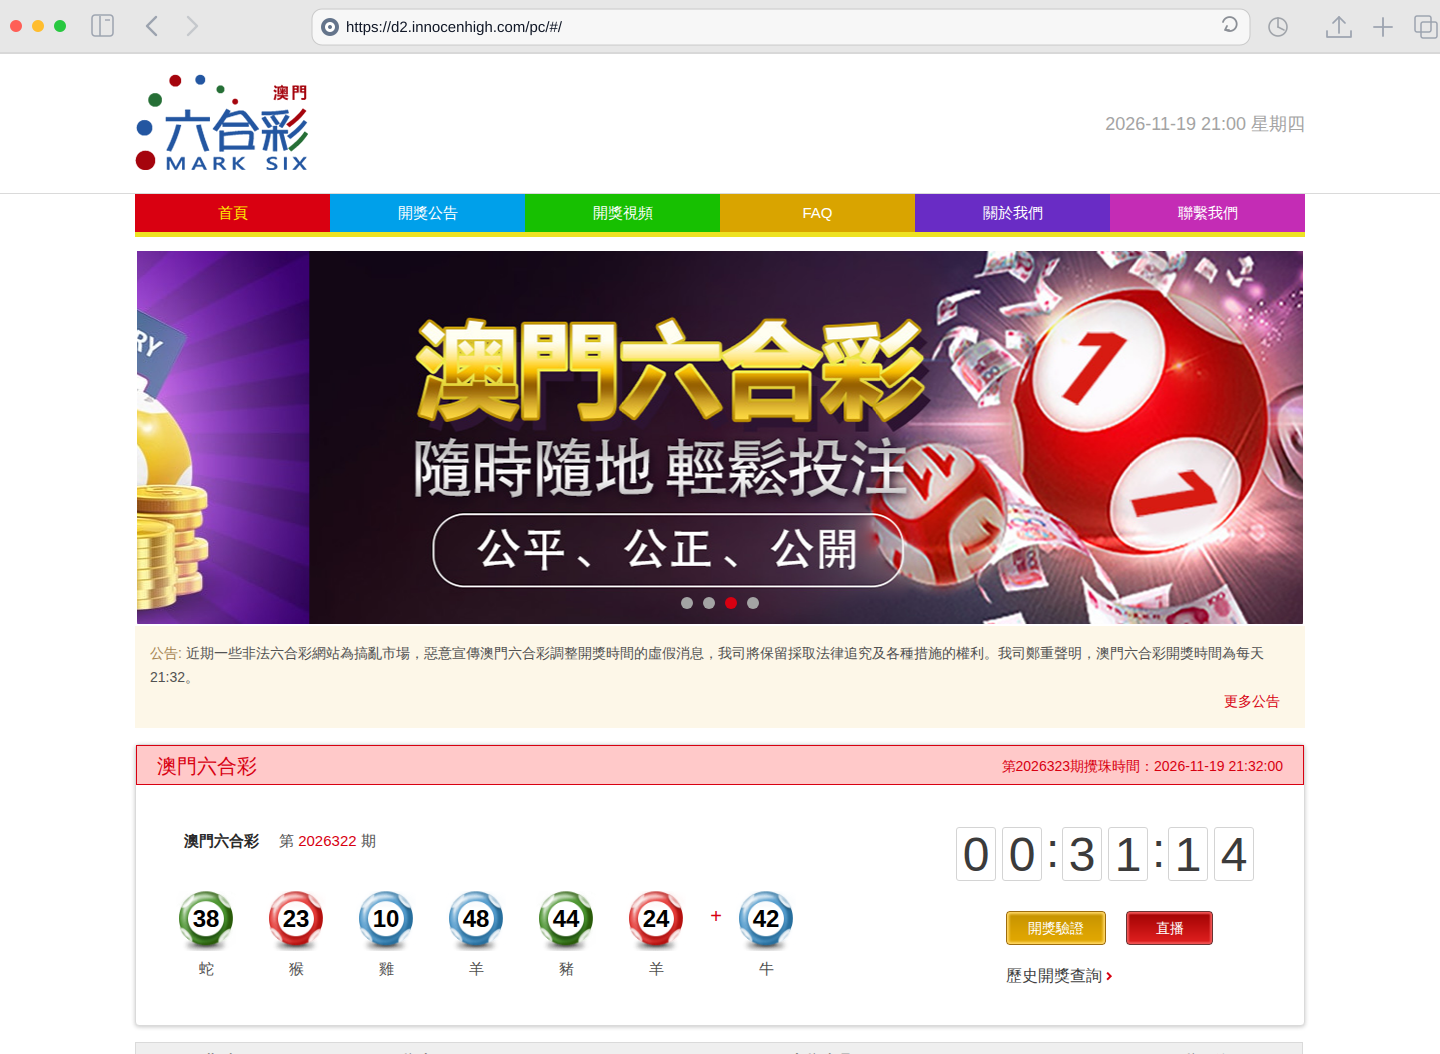 https://d2.innocenhigh.com/pc/#/
澳門
六合彩
MARK SIX
2026-11-19 21:00 星期四
首頁 開獎公告 開獎視頻 FAQ 關於我們 聯繫我們
RY
澳門六合彩
隨時隨地 輕鬆投注
公平、公正、公開
1
1
公告: 近期一些非法六合彩網站為搞亂市場，惡意宣傳澳門六合彩調整開獎時間的虛假消息，我司將保留採取法律追究及各種措施的權利。我司鄭重聲明，澳門六合彩開獎時間為每天
21:32。
更多公告
澳門六合彩 第2026323期攪珠時間：2026-11-19 21:32:00
澳門六合彩 第 2026322 期
00:31:14
38 23 10 48 44 24 + 42
蛇 猴 雞 羊 豬 羊 牛
開獎驗證 直播
歷史開獎查詢